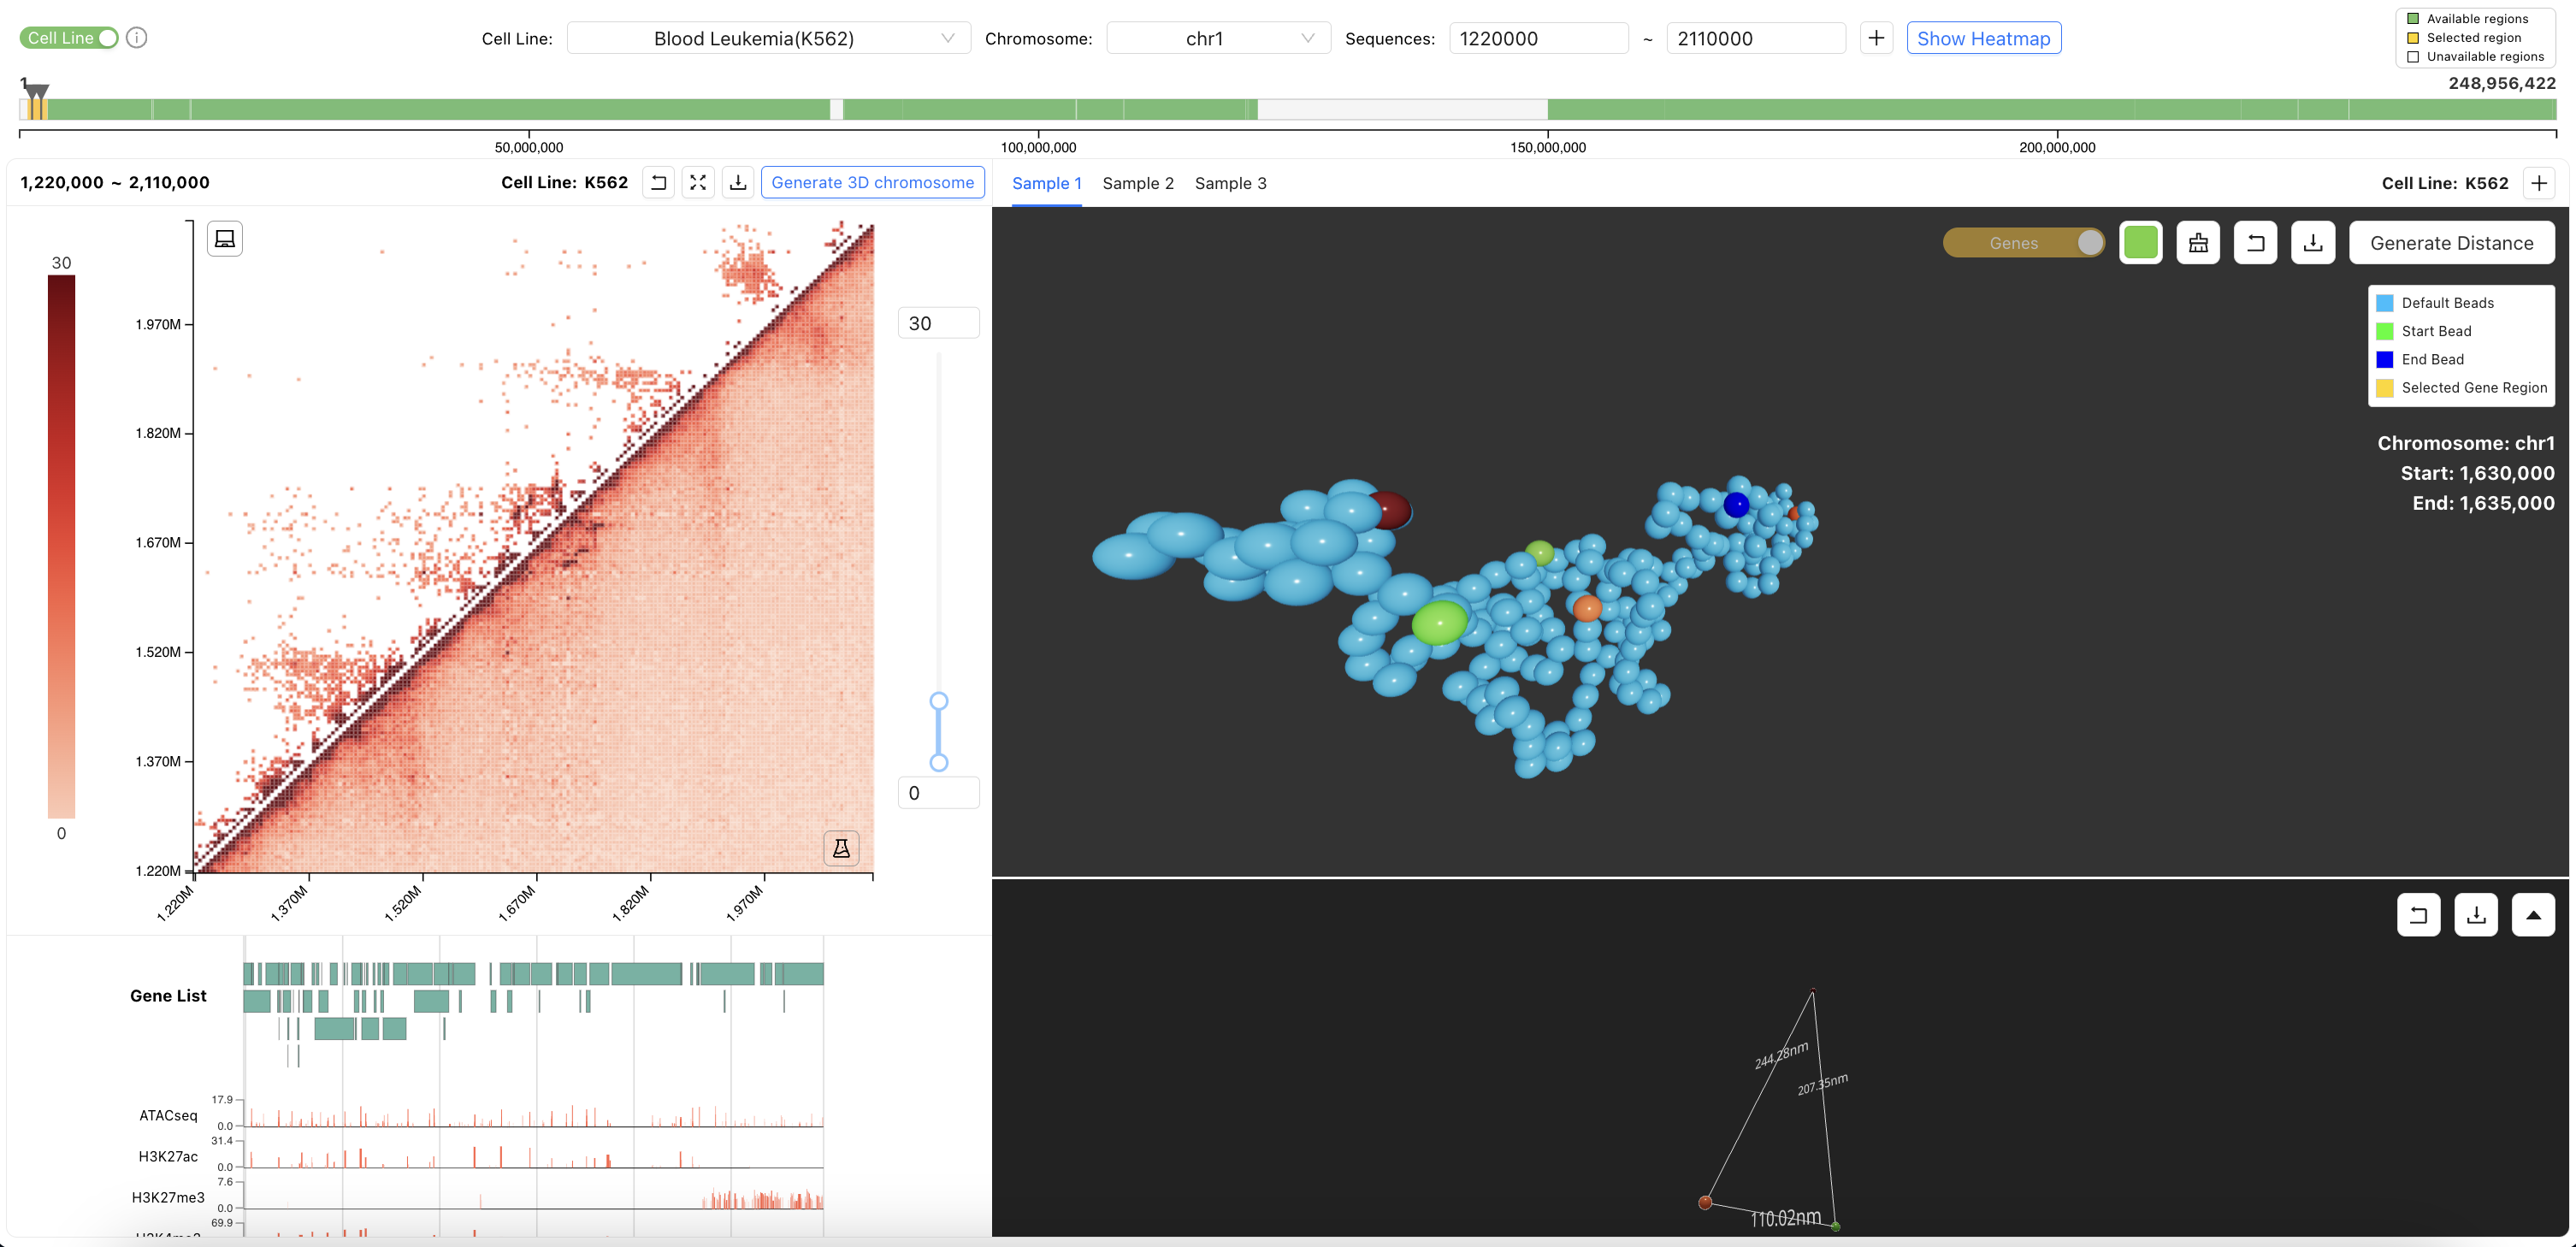 Cell Line
Cell Line: Blood Leukemia(K562) Chromosome: chr1 Sequences: 1220000 ~ 2110000 Show Heatmap
Available regions
Selected region
Unavailable regions
1 248,956,422
50,000,000 100,000,000 150,000,000 200,000,000
1,220,000 ~ 2,110,000 Cell Line: K562 Generate 3D chromosome
Sample 1 Sample 2 Sample 3 Cell Line: K562
30
0
1.970M
1.820M
1.670M
1.520M
1.370M
1.220M
1.220M 1.370M 1.520M 1.670M 1.820M 1.970M
30
0
Genes Generate Distance
Default Beads
Start Bead
End Bead
Selected Gene Region
Chromosome: chr1
Start: 1,630,000
End: 1,635,000
Gene List
ATACseq 17.9 0.0
H3K27ac 31.4 0.0
H3K27me3 7.6 0.0
69.9
244.28nm
207.35nm
110.02nm